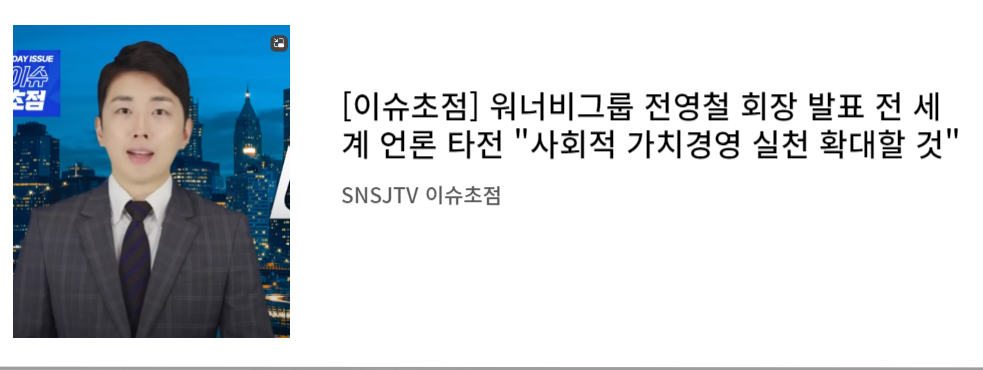 DAY ISSUE
이슈
초점
[이슈초점] 워너비그룹 전영철 회장 발표 전 세
계 언론 타전 "사회적 가치경영 실천 확대할 것"
SNSJTV 이슈초점